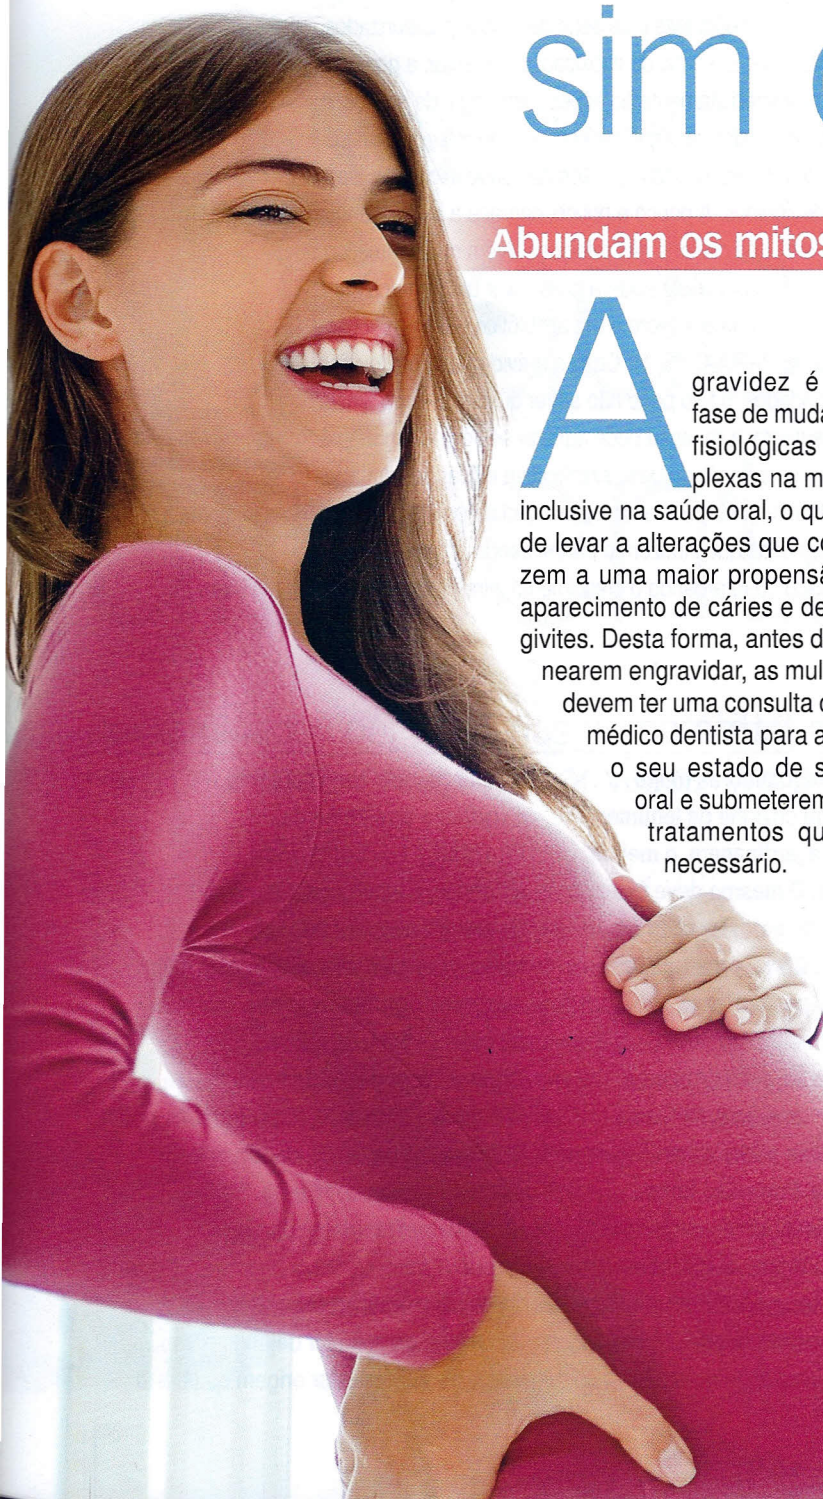 sim
Abundam os mitos
A gravidez é
fase de muda
fisiológicas
plexas na m
inclusive na saúde oral, o qu
de levar a alterações que co
zem a uma maior propensã
aparecimento de cáries e de
givites. Desta forma, antes d
nearem engravidar, as mul
devem ter uma consulta
médico dentista para a
o seu estado de s
oral e submeterem
tratamentos qu
necessário.